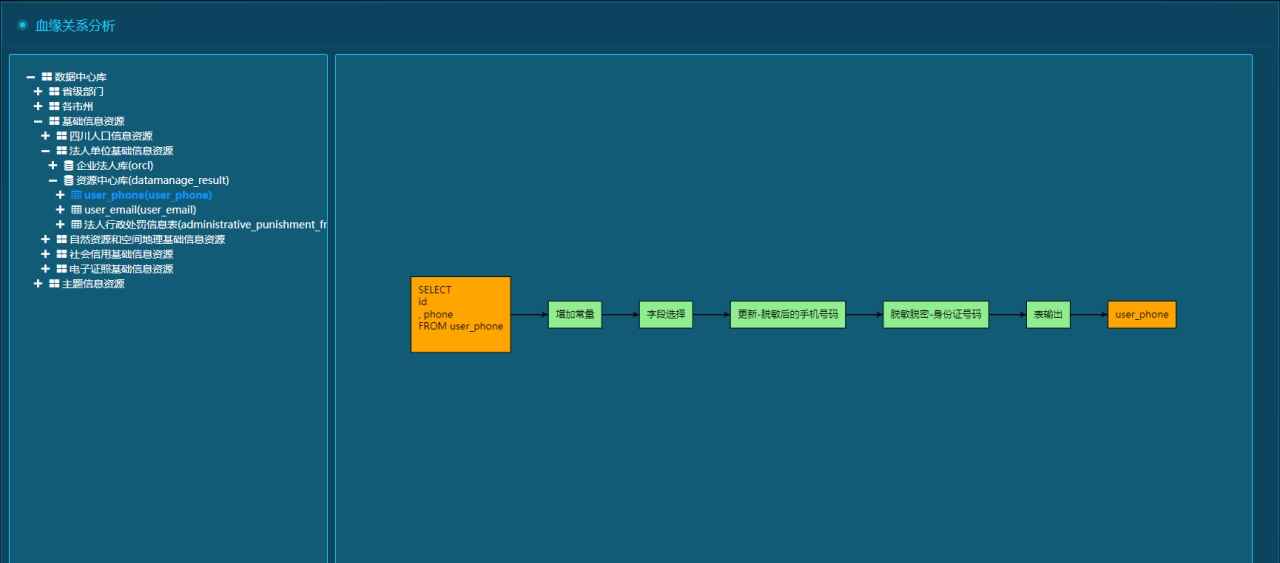 血缘关系分析
数据中心库
省级部门
各市州
基础信息资源
四川人口信息资源
法人单位基础信息资源
企业法人库(orcl)
资源中心库(datamanage_result)
user_phone(user_phone)
user_email(user_email)
法人行政处罚信息表(administrative_punishment_fr
自然资源和空间地理基础信息资源
社会信用基础信息资源
电子证照基础信息资源
主题信息资源
SELECT
id
, phone
FROM user_phone
增加常量
字段选择
更新-脱敏后的手机号码
脱敏脱密-身份证号码
表输出
user_phone